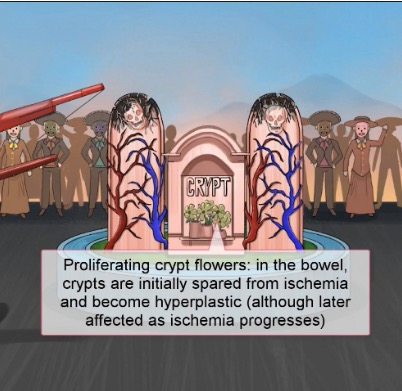 CRYPT
Proliferating crypt flowers: in the bowel,
crypts are initially spared from ischemia
and become hyperplastic (although later
affected as ischemia progresses)